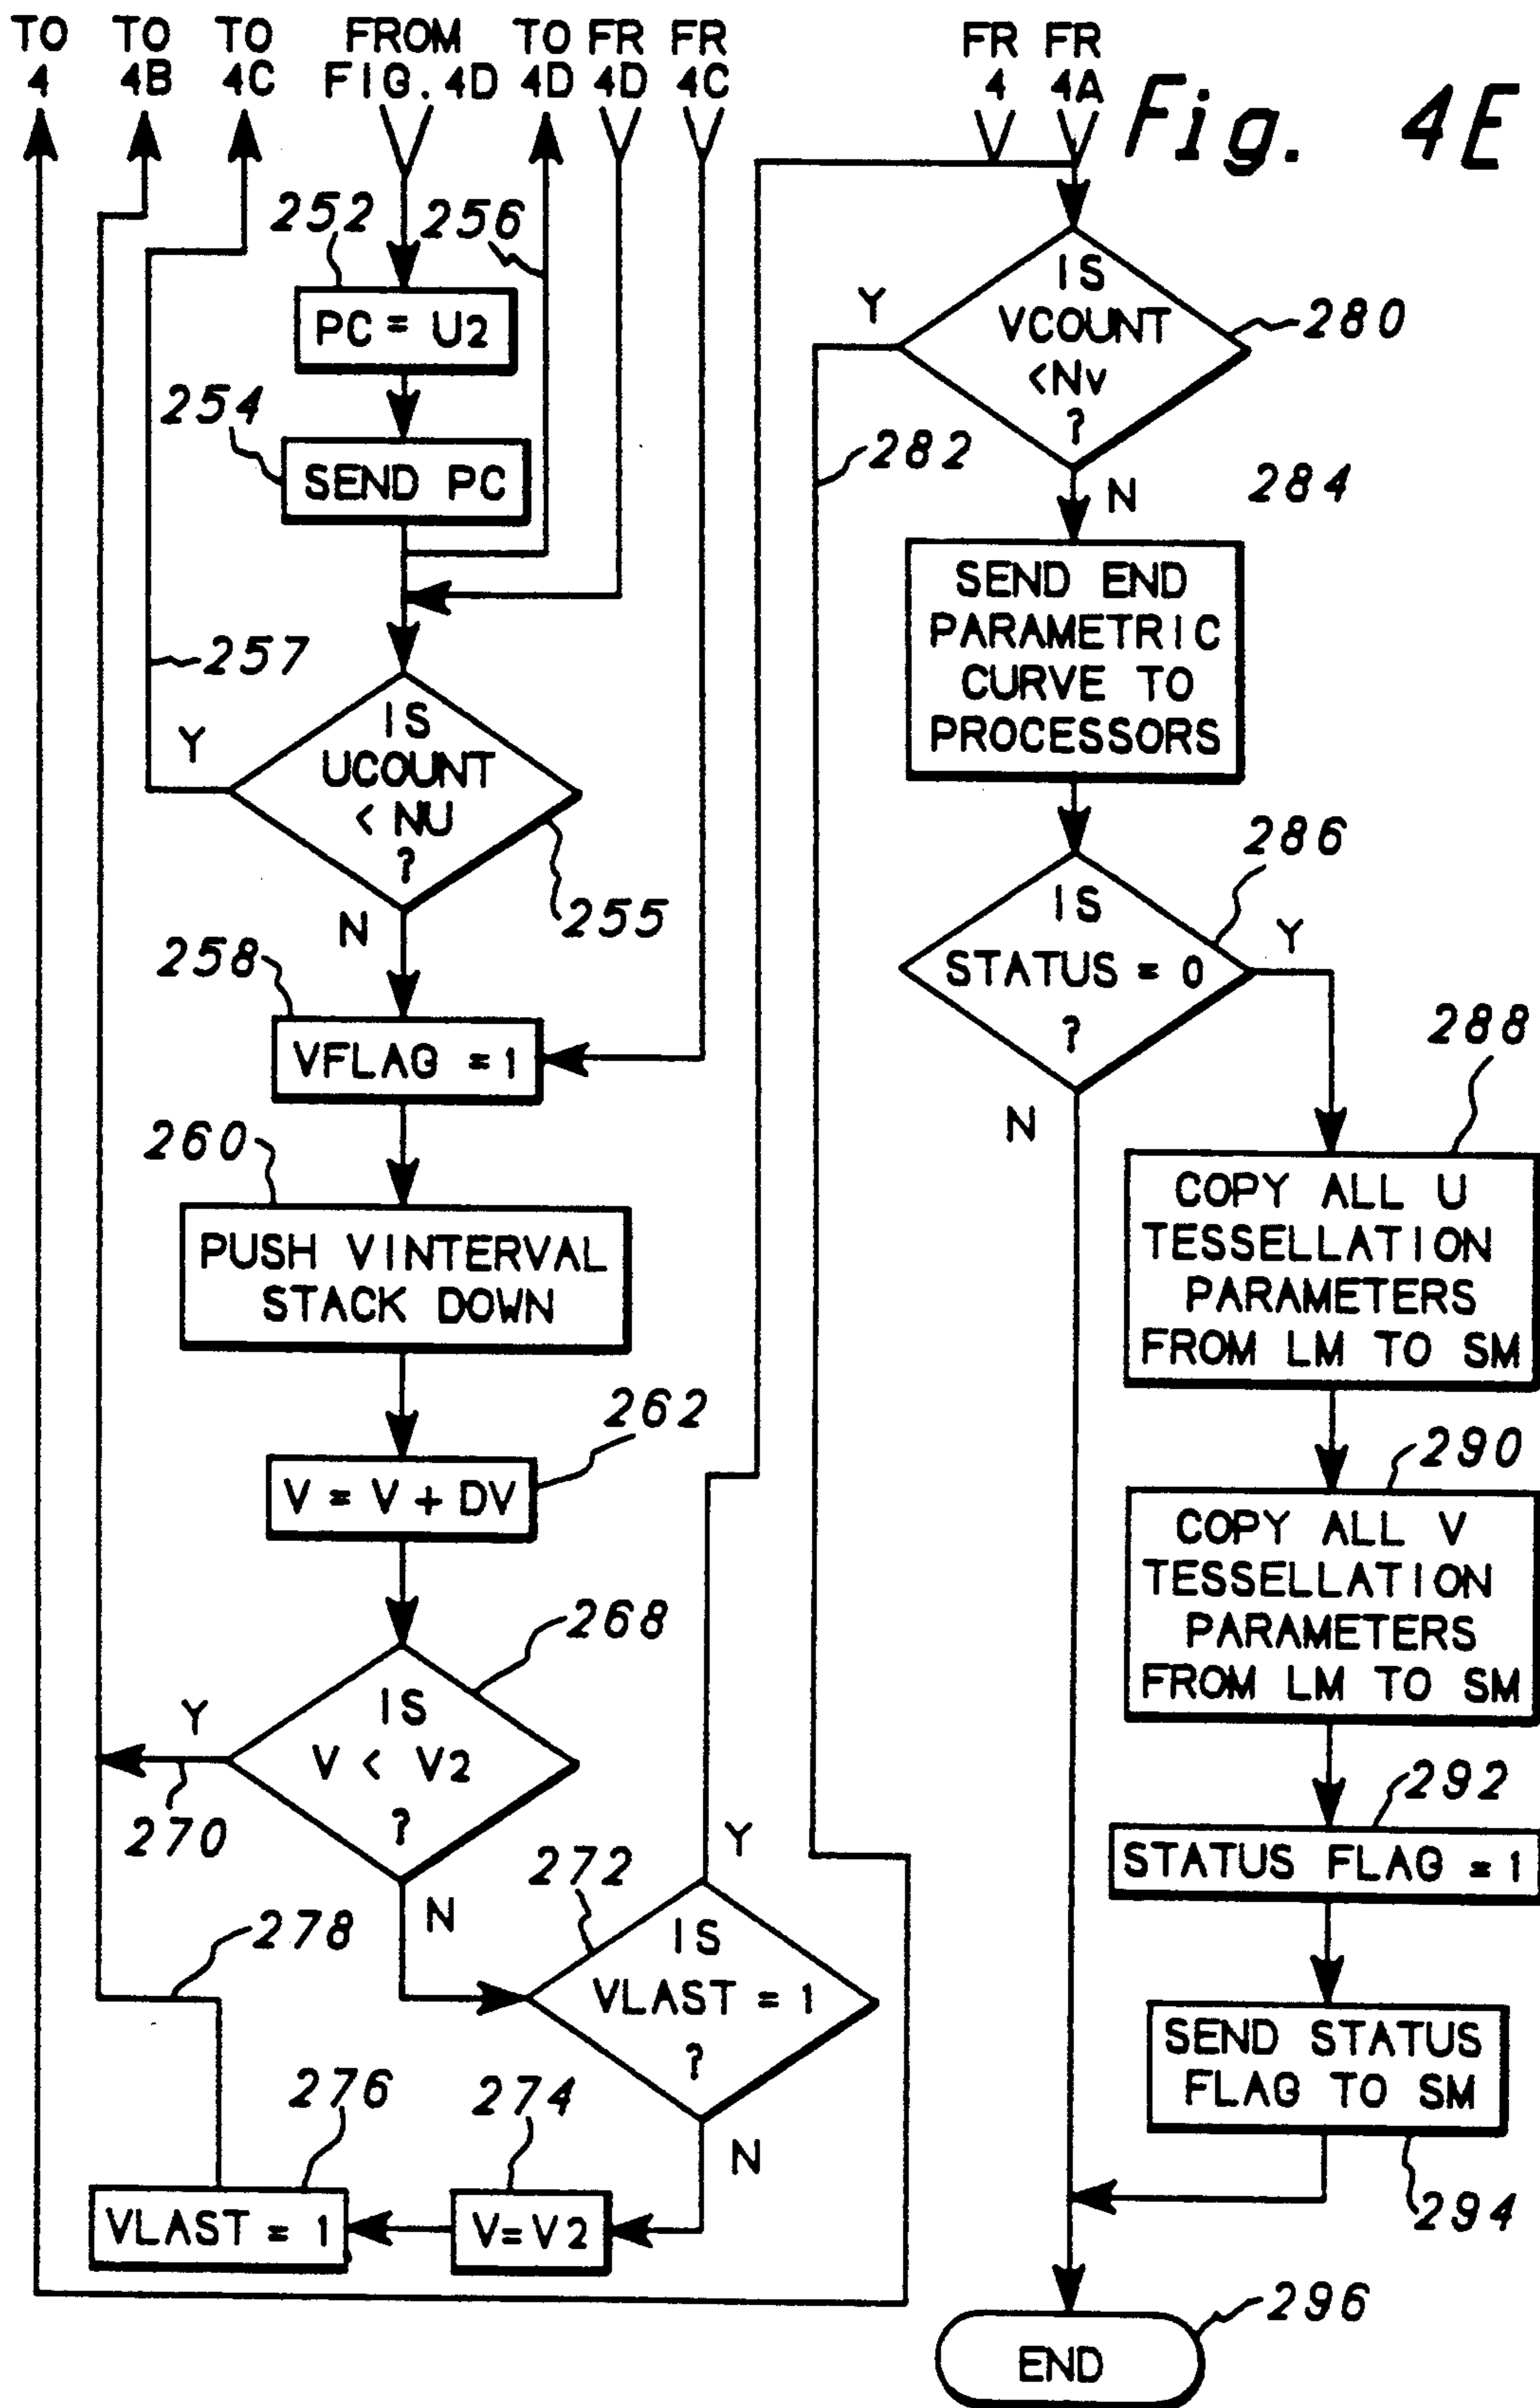 TO TO TO FROM TO FR FR FR FR
4 4B 4C FIG. 4D 4D 4D 4C 4 4A
Fig. 4E
252
256
PC = U2
254
SEND PC
257
IS
UCOUNT
< NU
?
Y
N
255
258
VFLAG = 1
260
PUSH VINTERVAL
STACK DOWN
262
V = V + DV
268
IS
V < V2
?
Y
270
N
272
Y
IS
VLAST = 1
?
N
278
276
274
VLAST = 1
V=V2
IS
VCOUNT
<Nv
?
Y
280
282
N
284
SEND END
PARAMETRIC
CURVE TO
PROCESSORS
286
IS
STATUS = 0
?
Y
N
288
COPY ALL U
TESSELLATION
PARAMETERS
FROM LM TO SM
290
COPY ALL V
TESSELLATION
PARAMETERS
FROM LM TO SM
292
STATUS FLAG = 1
SEND STATUS
FLAG TO SM
294
296
END